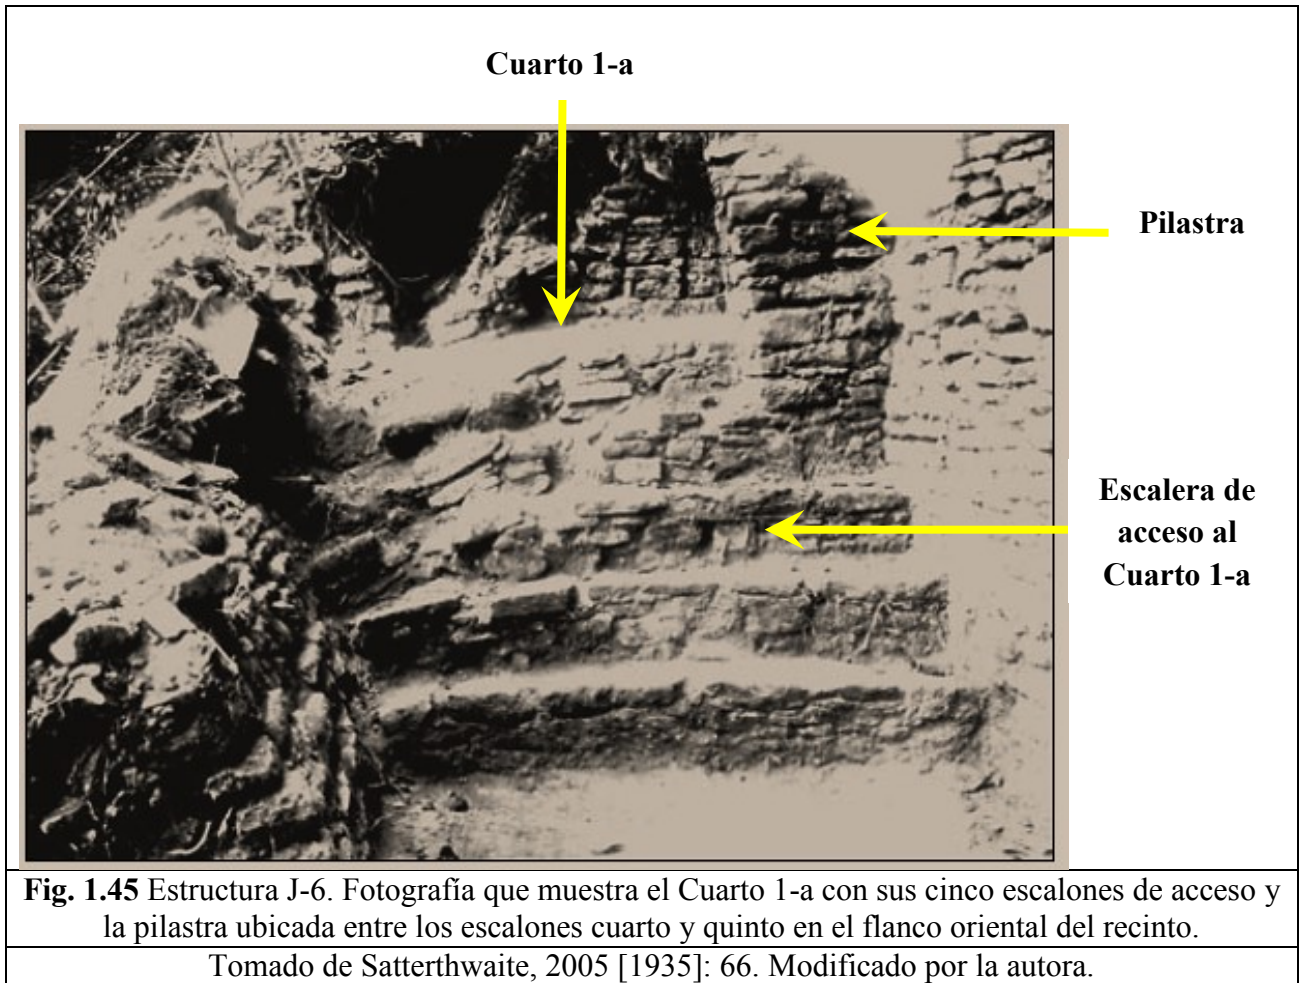 Cuarto 1-a
Pilastra
Escalera de
acceso al
Cuarto 1-a
Fig. 1.45 Estructura J-6. Fotografía que muestra el Cuarto 1-a con sus cinco escalones de acceso y
la pilastra ubicada entre los escalones cuarto y quinto en el flanco oriental del recinto.
Tomado de Satterthwaite, 2005 [1935]: 66. Modificado por la autora.